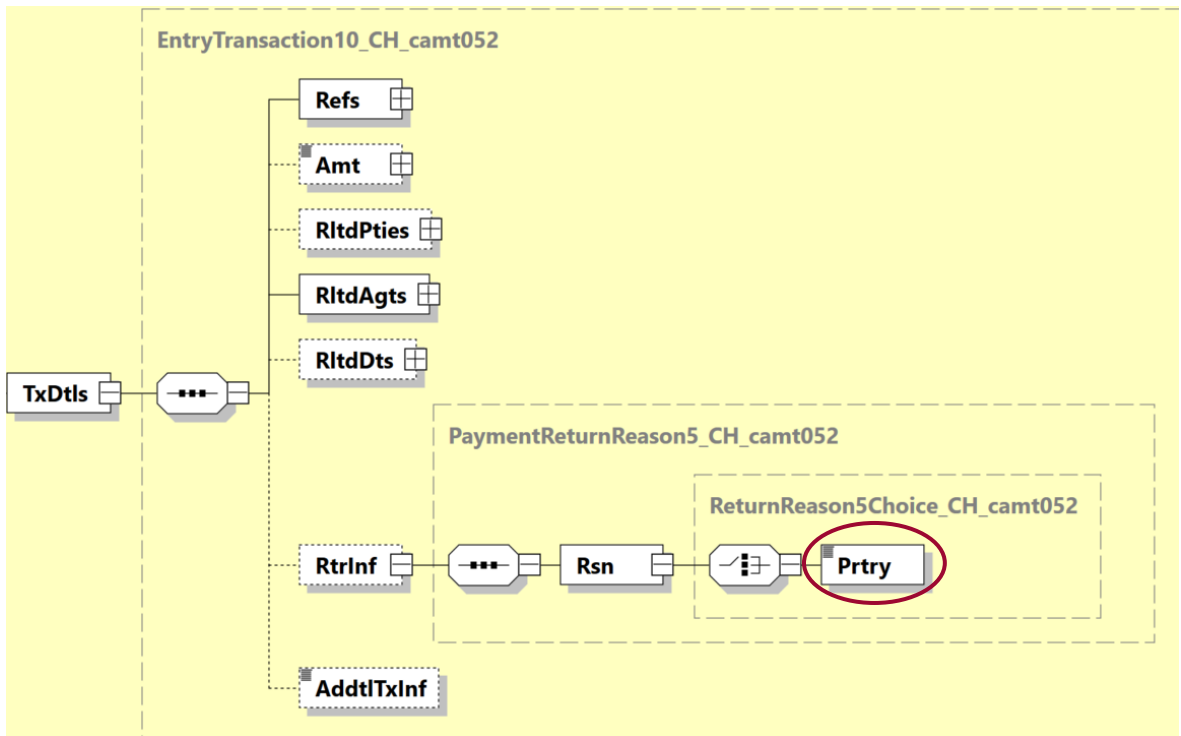 EntryTransaction10_CH_camt052
Refs
Amt
RltdPties
RltdAgts
RltdDts
TxDtls
PaymentReturnReason5_CH_camt052
ReturnReason5Choice_CH_camt052
RtrInf
Rsn
Prtry
AddtlTxInf